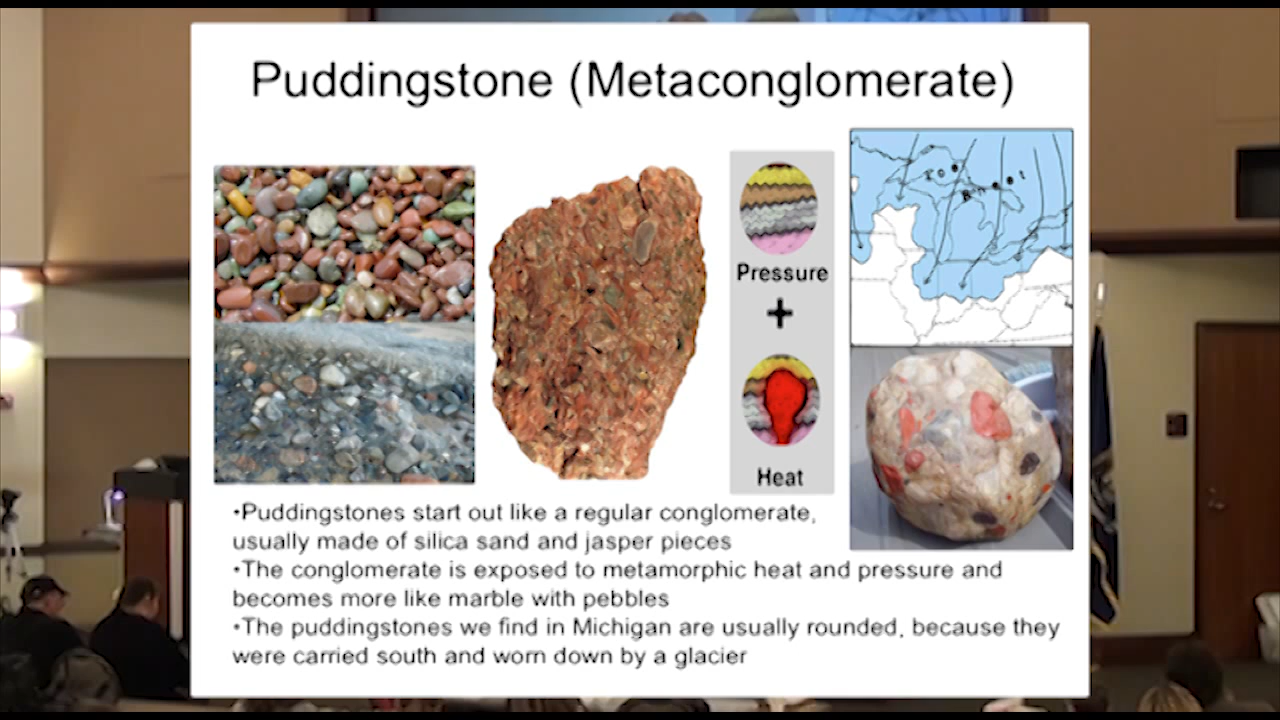 Puddingstone (Metaconglomerate)
Pressure
+
Heat
•Puddingstones start out like a regular conglomerate,
usually made of silica sand and jasper pieces
•The conglomerate is exposed to metamorphic heat and pressure and
becomes more like marble with pebbles
•The puddingstones we find in Michigan are usually rounded, because they
were carried south and worn down by a glacier